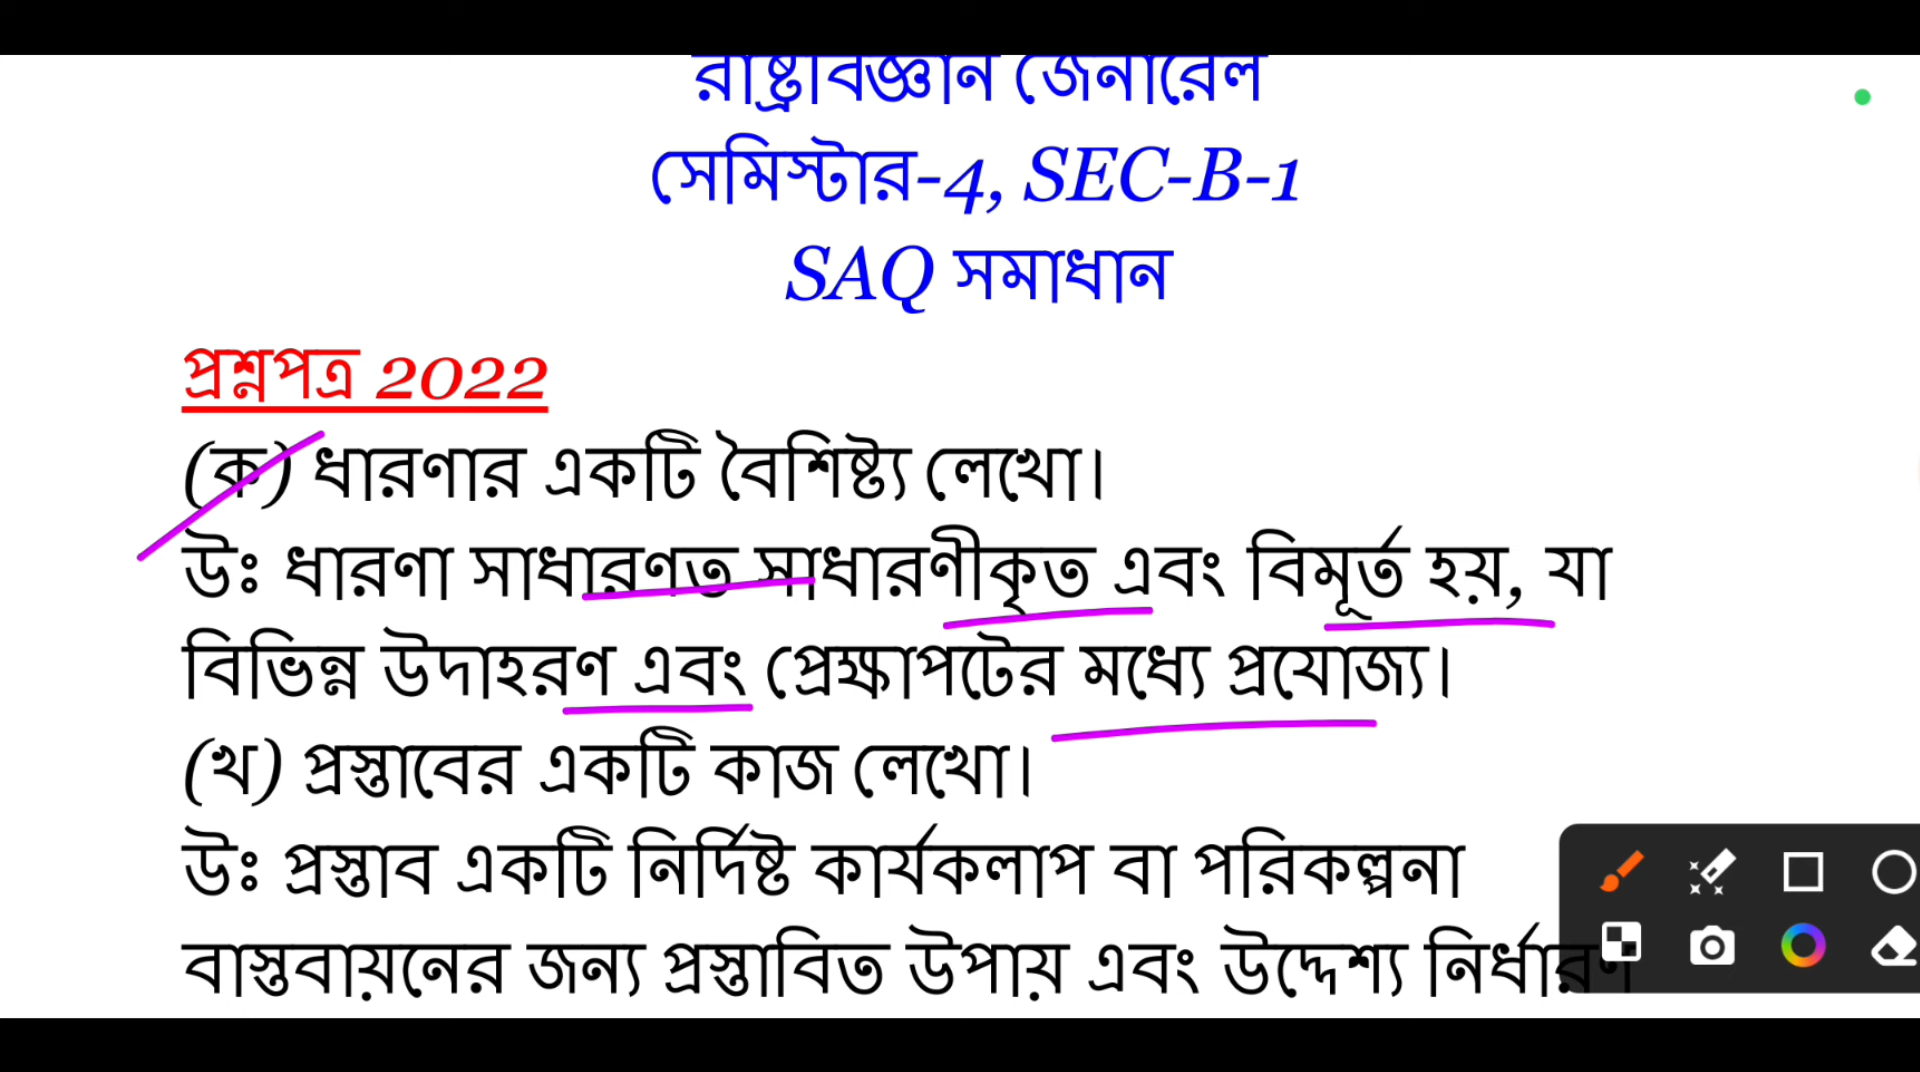 রাষ্ট্রবিজ্ঞান জেনারেল
সেমিস্টার-4, SEC-B-1
SAQ সমাধান
প্রশ্নপত্র 2022
(ক) ধারণার একটি বৈশিষ্ট্য লেখো।
উঃ ধারণা সাধারণত সাধারণীকৃত এবং বিমূর্ত হয়, যা
বিভিন্ন উদাহরণ এবং প্রেক্ষাপটের মধ্যে প্রযোজ্য।
(খ) প্রস্তাবের একটি কাজ লেখো।
উঃ প্রস্তাব একটি নির্দিষ্ট কার্যকলাপ বা পরিকল্পনা
বাস্তবায়নের জন্য প্রস্তাবিত উপায় এবং উদ্দেশ্য নির্ধারণ